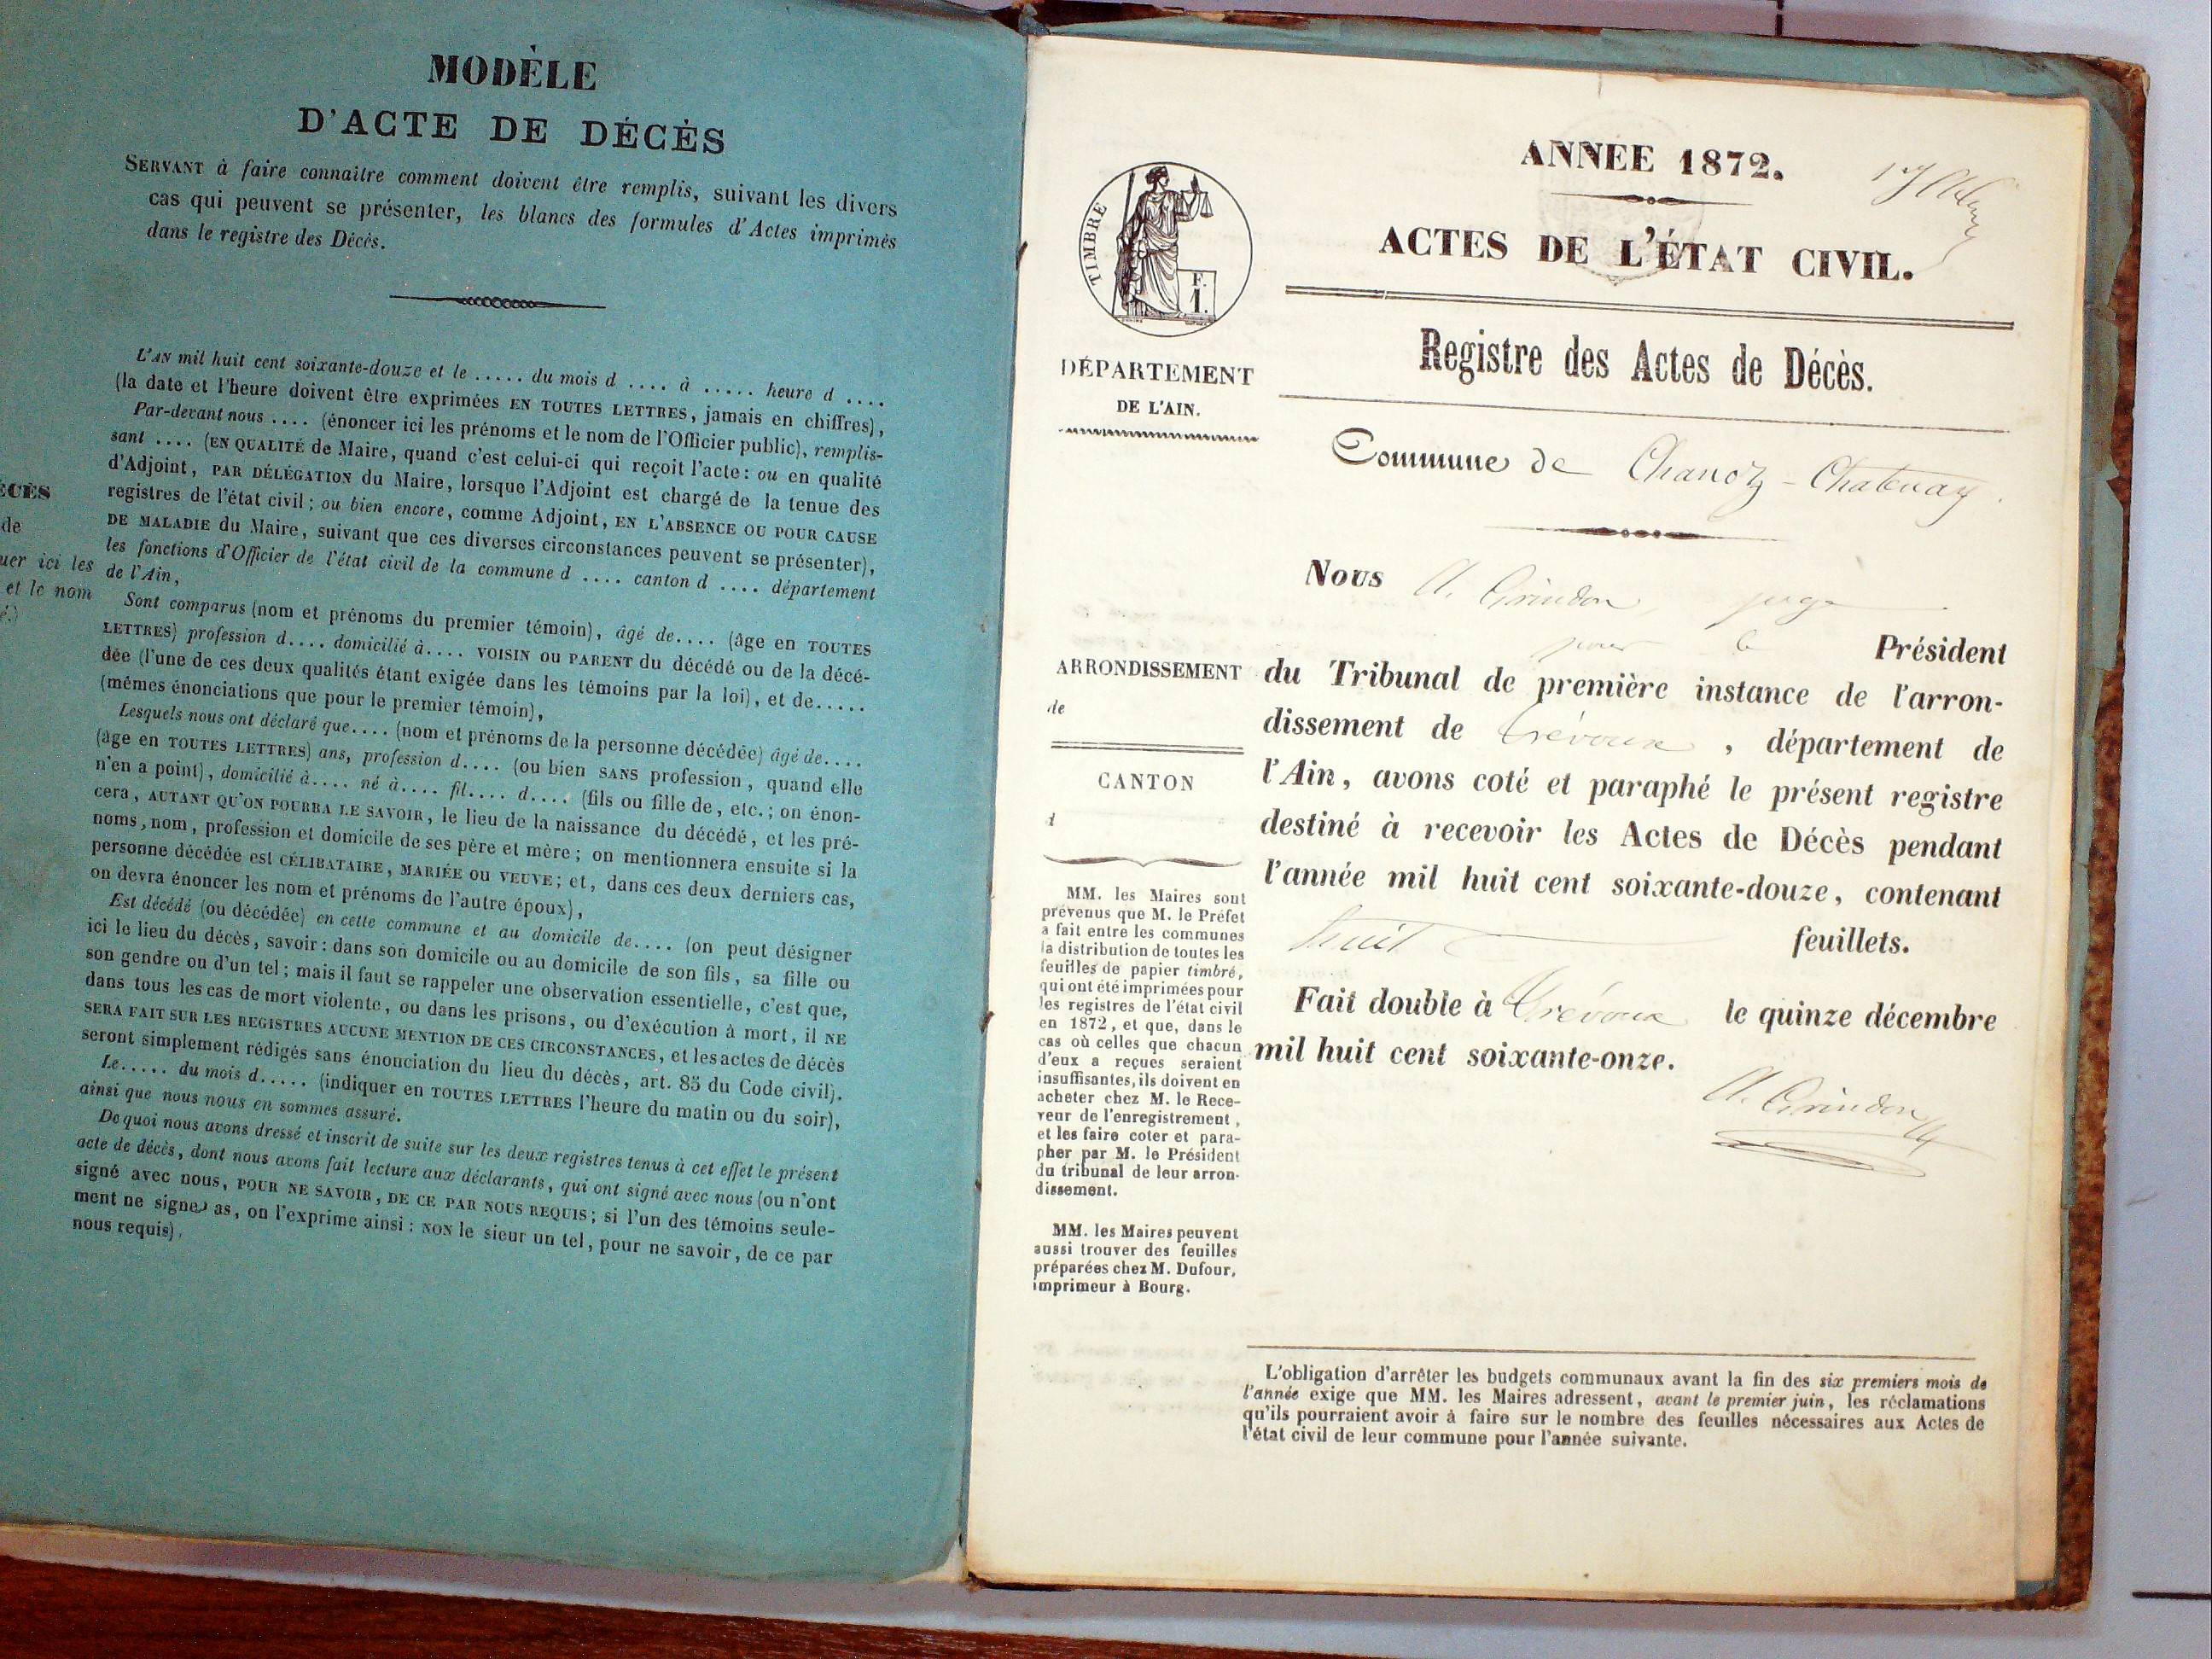 MODÈLE
D'ACTE DE DÉCÈS
SERVANT à faire connaître comment doivent être remplis, suivant les divers
cas qui peuvent se présenter, les blancs des formules d'Actes imprimés
dans le registre des Décès.
L'AN mil huit cent soixante-douze et le ..... du mois d .... à ..... heure d ....
(la date et l'heure doivent être exprimées EN TOUTES LETTRES, jamais en chiffres),
Par-devant nous .... (énoncer ici les prénoms et le nom de l'Officier public), remplis-
sant .... (EN QUALITÉ de Maire, quand c'est celui-ci qui reçoit l'acte: ou en qualité
d'Adjoint, PAR DÉLÉGATION du Maire, lorsque l'Adjoint est chargé de la tenue des
registres de l'état civil; ou bien encore, comme Adjoint, EN L'ABSENCE OU POUR CAUSE
DE MALADIE du Maire, suivant que ces diverses circonstances peuvent se présenter),
les fonctions d'Officier de l'état civil de la commune d .... canton d .... département
de l'Ain,
Sont comparus (nom et prénoms du premier témoin), âgé de.... (âge en TOUTES
LETTRES) profession d.... domicilié à.... VOISIN OU PARENT du décédé ou de la décé-
dée (l'une de ces deux qualités étant exigée dans les témoins par la loi), et de.....
(mêmes énonciations que pour le premier témoin),
Lesquels nous ont déclaré que.... (nom et prénoms de la personne décédée) âgé de....
(âge en TOUTES LETTRES) ans, profession d.... (ou bien SANS profession, quand elle
n'en a point), domicilié à.... né à.... fil.... d.... (fils ou fille de, etc.; on énon-
cera, AUTANT QU'ON POURRA LE SAVOIR, le lieu de la naissance du décédé, et les pré-
noms, nom, profession et domicile de ses père et mère; on mentionnera ensuite si la
personne décédée est CÉLIBATAIRE, MARIÉE OU VEUVE; et, dans ces deux derniers cas,
on devra énoncer les nom et prénoms de l'autre époux),
Est décédé (ou décédée) en cette commune et au domicile de.... (on peut désigner
ici le lieu du décès, savoir: dans son domicile ou au domicile de son fils, sa fille ou
son gendre ou d'un tel; mais il faut se rappeler une observation essentielle, c'est que,
dans tous les cas de mort violente, ou dans les prisons, ou d'exécution à mort, il NE
SERA FAIT SUR LES REGISTRES AUCUNE MENTION DE CES CIRCONSTANCES, et les actes de décès
seront simplement rédigés sans énonciation du lieu du décès, art. 85 du Code civil).
Le..... du mois d..... (indiquer en TOUTES LETTRES l'heure du matin ou du soir),
ainsi que nous nous en sommes assuré.
De quoi nous avons dressé et inscrit de suite sur les deux registres tenus à cet effet le présent
acte de décès, dont nous avons fait lecture aux déclarants, qui ont signé avec nous (ou n'ont
signé avec nous, POUR NE SAVOIR, DE CE PAR NOUS REQUIS; si l'un des témoins seule-
ment ne signe as, on l'exprime ainsi: NON le sieur un tel, pour ne savoir, de ce par
nous requis).
ÉCÈS
de
uer ici les
et le nom
é.)
ANNÉE 1872.
ACTES DE L'ÉTAT CIVIL.
TIMBRE
F.
1.
DÉPARTEMENT
DE L'AIN.
Registre des Actes de Décès.
Commune de Chanoz-Chatenay.
NOUS A. Grindon, juge
pour le Président
ARRONDISSEMENT
de
CANTON
d
du Tribunal de première instance de l'arron-
dissement de Trévoux, département de
l'Ain, avons coté et paraphé le présent registre
destiné à recevoir les Actes de Décès pendant
l'année mil huit cent soixante-douze, contenant
huit feuillets.
Fait double à Trévoux le quinze décembre
mil huit cent soixante-onze.
A. Grindon
MM. les Maires sont
prévenus que M. le Préfet
a fait entre les communes
la distribution de toutes les
feuilles de papier timbré,
qui ont été imprimées pour
les registres de l'état civil
en 1872, et que, dans le
cas où celles que chacun
d'eux a reçues seraient
insuffisantes, ils doivent en
acheter chez M. le Rece-
veur de l'enregistrement,
et les faire coter et para-
pher par M. le Président
du tribunal de leur arron-
dissement.
MM. les Maires peuvent
aussi trouver des feuilles
préparées chez M. Dufour,
imprimeur à Bourg.
L'obligation d'arrêter les budgets communaux avant la fin des six premiers mois de
l'année exige que MM. les Maires adressent, avant le premier juin, les réclamations
qu'ils pourraient avoir à faire sur le nombre des feuilles nécessaires aux Actes de
l'état civil de leur commune pour l'année suivante.